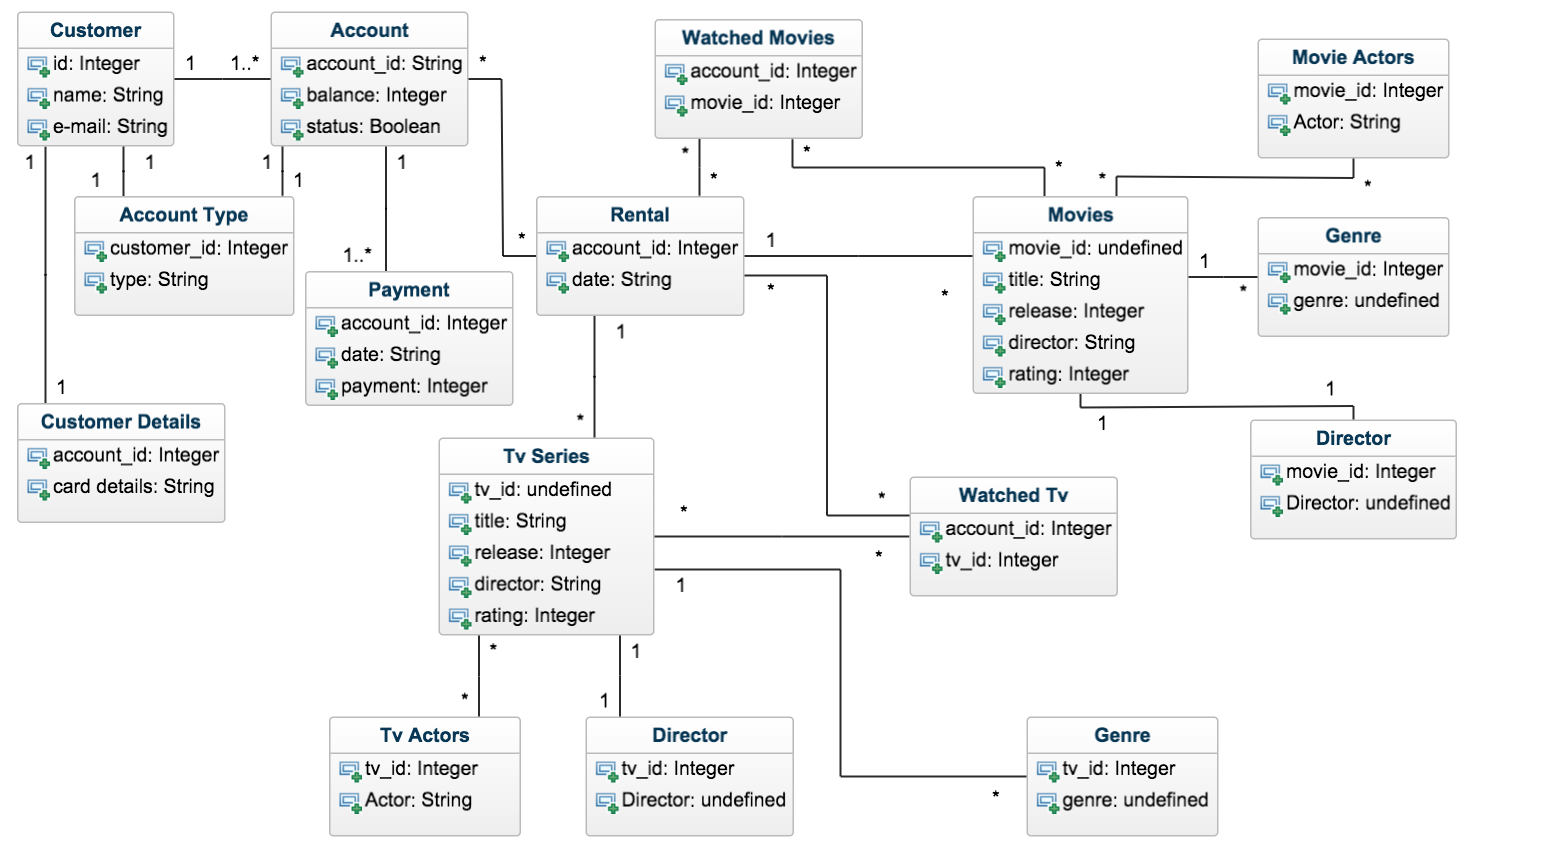 Customer
id: Integer
name: String
e-mail: String
1
1..*
Account
account_id: String
balance: Integer
status: Boolean
*
Watched Movies
account_id: Integer
movie_id: Integer
Movie Actors
movie_id: Integer
Actor: String
1
1
1
1
1
1
*
*
*
*
*
*
Account Type
customer_id: Integer
type: String
1..*
Payment
account_id: Integer
date: String
payment: Integer
*
Rental
account_id: Integer
date: String
1
*
*
Movies
movie_id: undefined
title: String
release: Integer
director: String
rating: Integer
1
*
Genre
movie_id: Integer
genre: undefined
1
1
1
1
Customer Details
account_id: Integer
card details: String
*
Director
movie_id: Integer
Director: undefined
Tv Series
tv_id: undefined
title: String
release: Integer
director: String
rating: Integer
*
*
*
1
Watched Tv
account_id: Integer
tv_id: Integer
*
1
*
1
Tv Actors
tv_id: Integer
Actor: String
Director
tv_id: Integer
Director: undefined
*
Genre
tv_id: Integer
genre: undefined